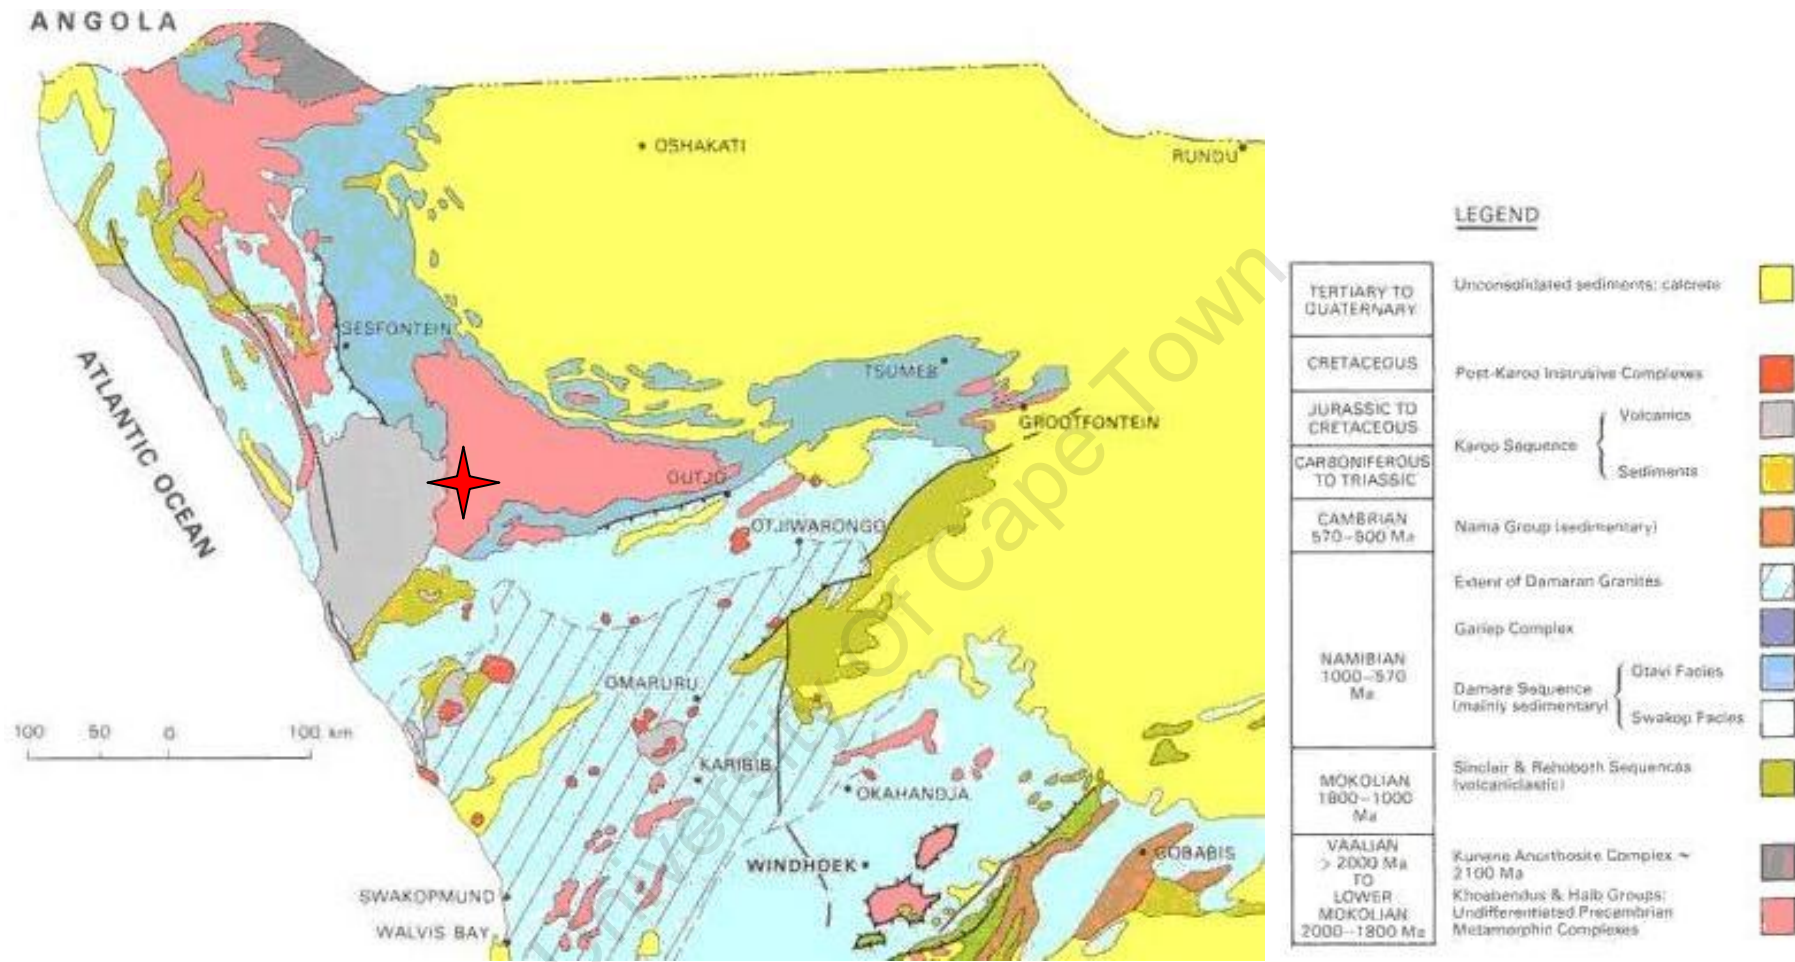 ANGOLA
OSHAKATI
RUNDU
SESFONTEIN
TSUMEB
GROOTFONTEIN
OUTJO
OTJIWARONGO
ATLANTIC OCEAN
100 50 0 100 km
OMARURU
KARIBIB
OKAHANDJA
WINDHOEK
GOBABIS
SWAKOPMUND
WALVIS BAY
University of Cape Town
LEGEND
TERTIARY TO
QUATERNARY
Unconsolidated sediments; calcrete
CRETACEOUS
Post-Karoo Instrusive Complexes
JURASSIC TO
CRETACEOUS
Volcanics
Karoo Sequence
CARBONIFEROUS
TO TRIASSIC
Sediments
CAMBRIAN
570-500 Ma
Nama Group (sedimentary)
Extent of Damaran Granites
Gariep Complex
NAMIBIAN
1000-570
Ma
Otavi Facies
Damara Sequence
(mainly sedimentary)
Swakop Facies
MOKOLIAN
1800-1000
Ma
Sinclair & Rehoboth Sequences
(volcaniclastic)
VAALIAN
> 2000 Ma
TO
LOWER
MOKOLIAN
2000-1800 Ma
Kunene Anorthosite Complex ~
2100 Ma
Khoabendus & Haib Groups;
Undifferentiated Precambrian
Metamorphic Complexes